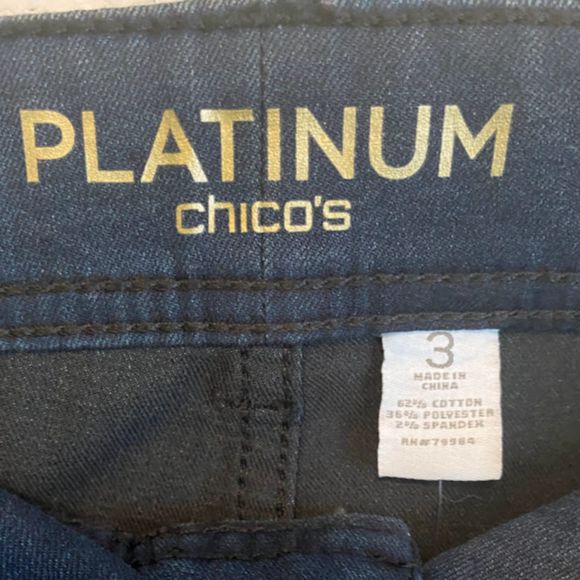 PLATINUM
chico's
3
MADE IN
CHINA
62% COTTON
36% POLYESTER
2% SPANDEX
RN#79984